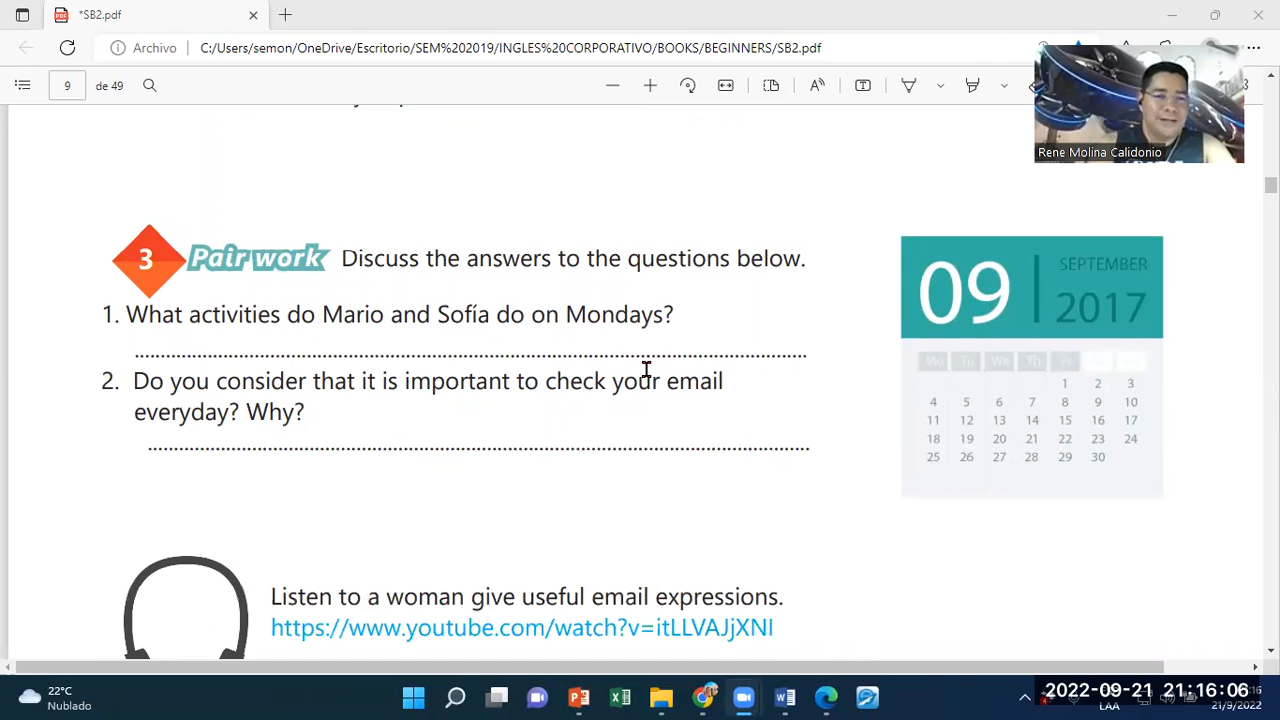 *SB2.pdf
Archivo
C:/Users/semon/OneDrive/Escritorio/SEM%202019/INGLES%20CORPORATIVO/BOOKS/BEGINNERS/SB2.pdf
9 de 49
Rene Molina Calidonio
3 Pair work Discuss the answers to the questions below.
1. What activities do Mario and Sofía do on Mondays?
2. Do you consider that it is important to check your email
everyday? Why?
09 SEPTEMBER
2017
Mo Tu We Th Fr
1 2 3
4 5 6 7 8 9 10
11 12 13 14 15 16 17
18 19 20 21 22 23 24
25 26 27 28 29 30
Listen to a woman give useful email expressions.
https://www.youtube.com/watch?v=itLLVAJjXNI
22°C
Nublado
2022-09-21 21:16:06
LAA
21/9/2022